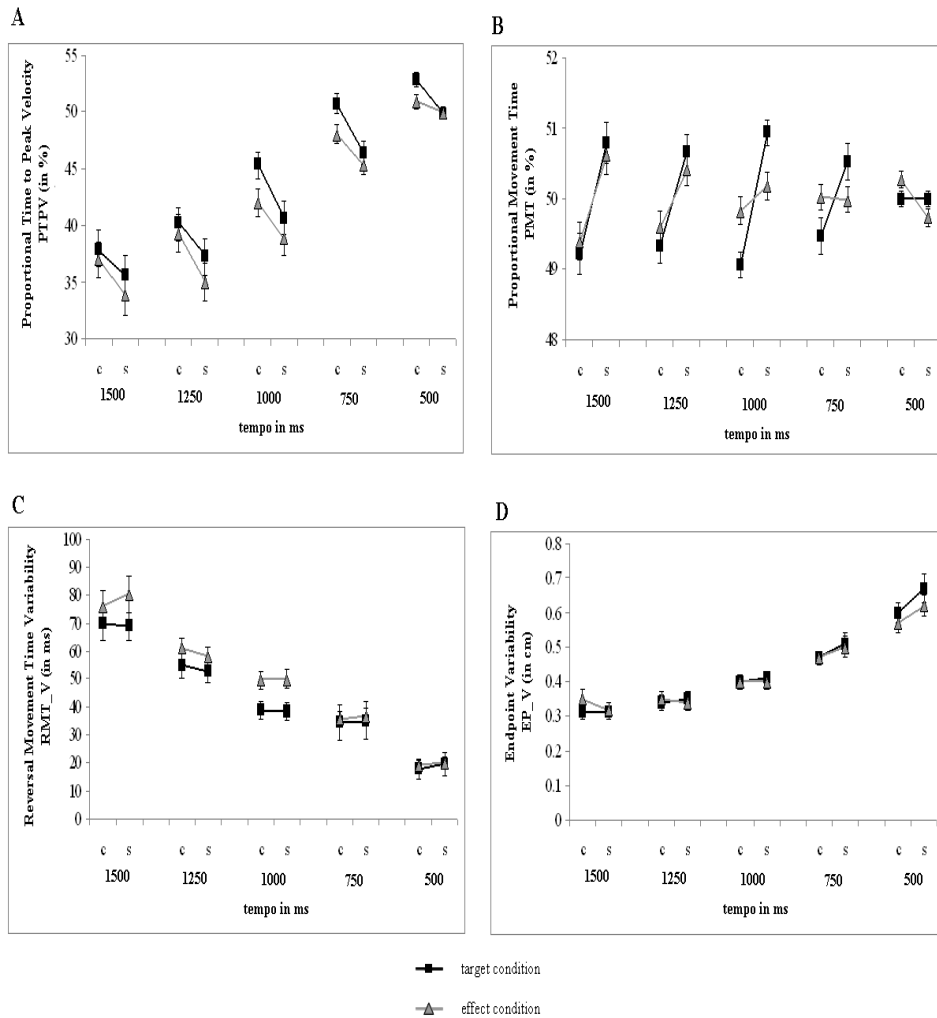 A
Proportional Time to Peak Velocity
PTPV (in %)
55
50
45
40
35
30
c s c s c s c s c s
1500 1250 1000 750 500
tempo in ms
B
Proportional Movement Time
PMT (in %)
52
51
50
49
48
c s c s c s c s c s
1500 1250 1000 750 500
tempo in ms
C
Reversal Movement Time Variability
RMT_V (in ms)
100
90
80
70
60
50
40
30
20
10
0
c s c s c s c s c s
1500 1250 1000 750 500
tempo in ms
D
Endpoint Variability
EP_V (in cm)
0.8
0.7
0.6
0.5
0.4
0.3
0.2
0.1
0
c s c s c s c s c s
1500 1250 1000 750 500
tempo in ms
target condition
effect condition